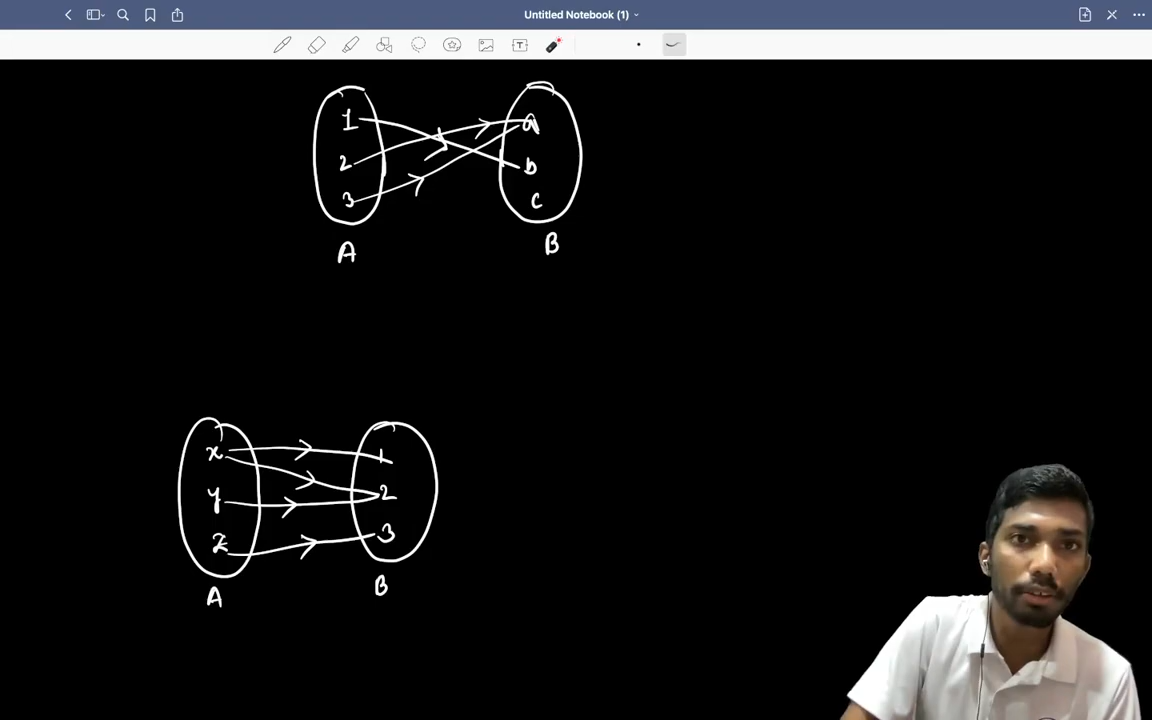 Untitled Notebook (1)
T
1 a
2 b
3 c
A B
x 1
y 2
z 3
A B